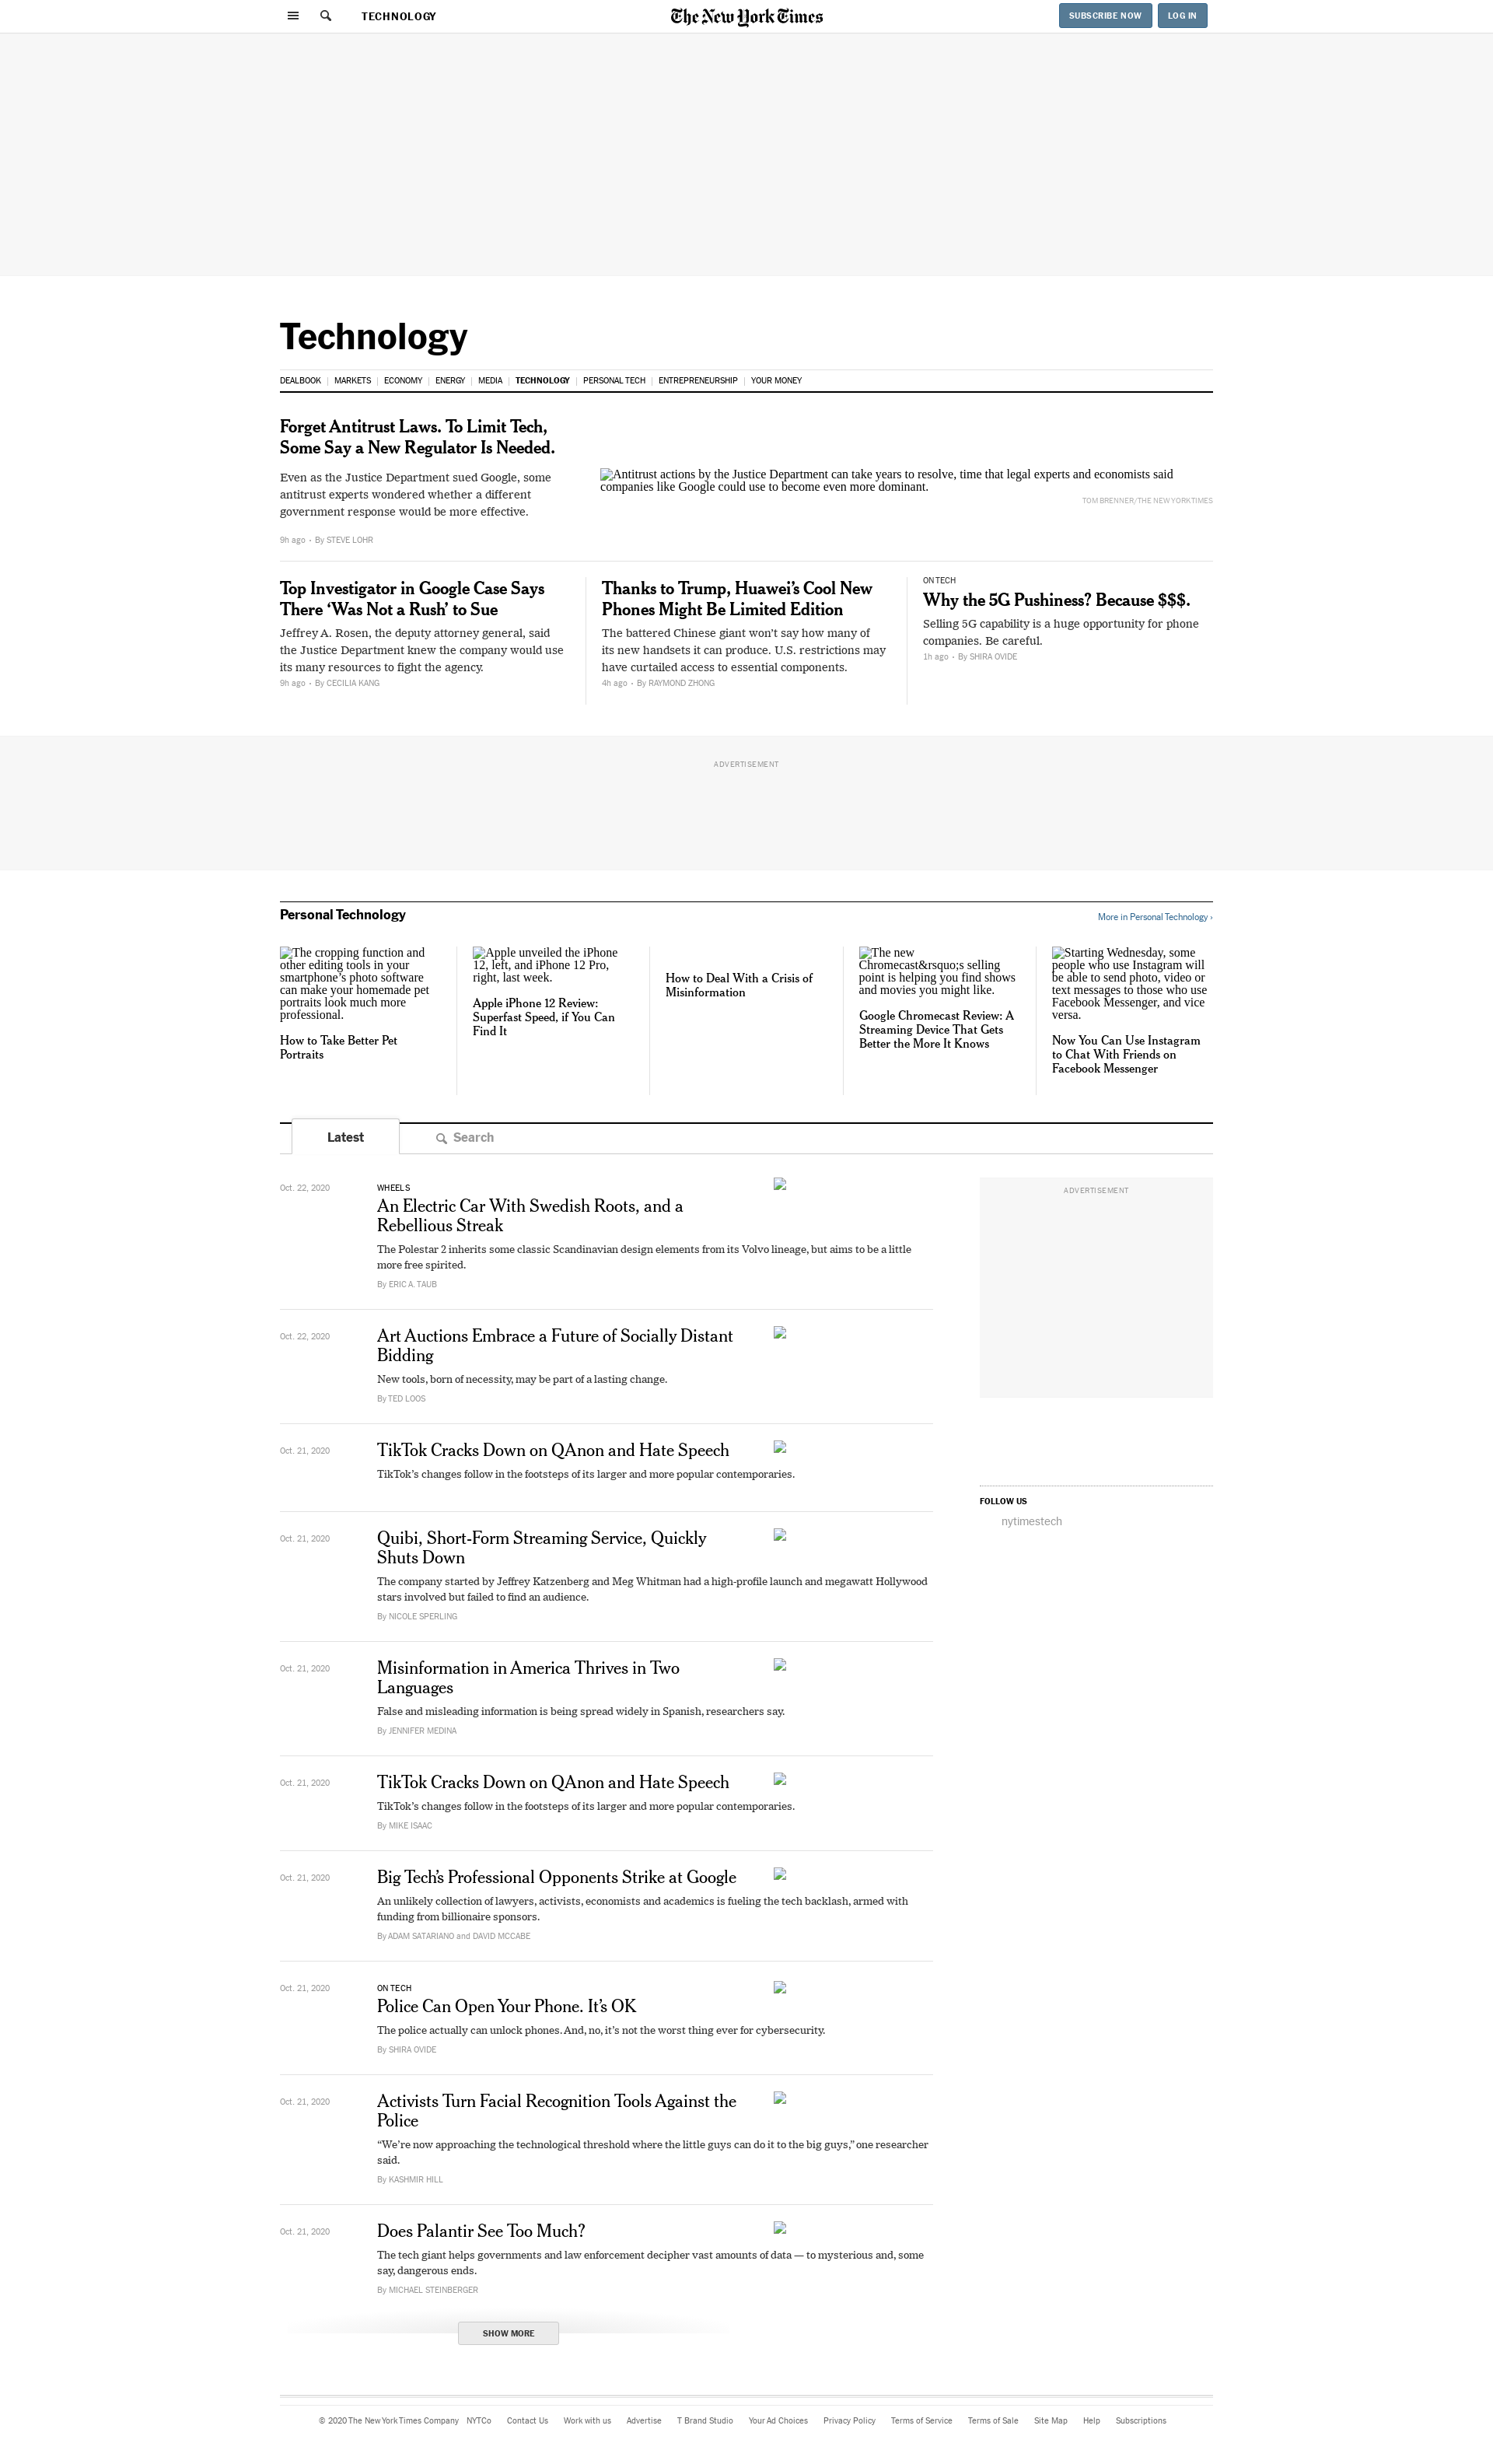 TECHNOLOGY
The New York Times
SUBSCRIBE NOW
LOG IN
Technology
DEALBOOK
MARKETS
ECONOMY
ENERGY
MEDIA
TECHNOLOGY
PERSONAL TECH
ENTREPRENEURSHIP
YOUR MONEY
Forget Antitrust Laws. To Limit Tech,
Some Say a New Regulator Is Needed.
Even as the Justice Department sued Google, some
antitrust experts wondered whether a different
government response would be more effective.
9h ago • By STEVE LOHR
Antitrust actions by the Justice Department can take years to resolve, time that legal experts and economists said
companies like Google could use to become even more dominant.
TOM BRENNER/THE NEW YORK TIMES
Top Investigator in Google Case Says
There ‘Was Not a Rush’ to Sue
Jeffrey A. Rosen, the deputy attorney general, said
the Justice Department knew the company would use
its many resources to fight the agency.
9h ago • By CECILIA KANG
Thanks to Trump, Huawei’s Cool New
Phones Might Be Limited Edition
The battered Chinese giant won’t say how many of
its new handsets it can produce. U.S. restrictions may
have curtailed access to essential components.
4h ago • By RAYMOND ZHONG
ON TECH
Why the 5G Pushiness? Because $$$.
Selling 5G capability is a huge opportunity for phone
companies. Be careful.
1h ago • By SHIRA OVIDE
ADVERTISEMENT
Personal Technology
More in Personal Technology ›
The cropping function and
other editing tools in your
smartphone’s photo software
can make your homemade pet
portraits look much more
professional.
How to Take Better Pet
Portraits
Apple unveiled the iPhone
12, left, and iPhone 12 Pro,
right, last week.
Apple iPhone 12 Review:
Superfast Speed, if You Can
Find It
How to Deal With a Crisis of
Misinformation
The new
Chromecast&rsquo;s selling
point is helping you find shows
and movies you might like.
Google Chromecast Review: A
Streaming Device That Gets
Better the More It Knows
Starting Wednesday, some
people who use Instagram will
be able to send photo, video or
text messages to those who use
Facebook Messenger, and vice
versa.
Now You Can Use Instagram
to Chat With Friends on
Facebook Messenger
Latest
Search
Oct. 22, 2020
WHEELS
An Electric Car With Swedish Roots, and a
Rebellious Streak
The Polestar 2 inherits some classic Scandinavian design elements from its Volvo lineage, but aims to be a little
more free spirited.
By ERIC A. TAUB
ADVERTISEMENT
Oct. 22, 2020
Art Auctions Embrace a Future of Socially Distant
Bidding
New tools, born of necessity, may be part of a lasting change.
By TED LOOS
Oct. 21, 2020
TikTok Cracks Down on QAnon and Hate Speech
TikTok’s changes follow in the footsteps of its larger and more popular contemporaries.
FOLLOW US
nytimestech
Oct. 21, 2020
Quibi, Short-Form Streaming Service, Quickly
Shuts Down
The company started by Jeffrey Katzenberg and Meg Whitman had a high-profile launch and megawatt Hollywood
stars involved but failed to find an audience.
By NICOLE SPERLING
Oct. 21, 2020
Misinformation in America Thrives in Two
Languages
False and misleading information is being spread widely in Spanish, researchers say.
By JENNIFER MEDINA
Oct. 21, 2020
TikTok Cracks Down on QAnon and Hate Speech
TikTok’s changes follow in the footsteps of its larger and more popular contemporaries.
By MIKE ISAAC
Oct. 21, 2020
Big Tech’s Professional Opponents Strike at Google
An unlikely collection of lawyers, activists, economists and academics is fueling the tech backlash, armed with
funding from billionaire sponsors.
By ADAM SATARIANO and DAVID MCCABE
Oct. 21, 2020
ON TECH
Police Can Open Your Phone. It’s OK
The police actually can unlock phones. And, no, it’s not the worst thing ever for cybersecurity.
By SHIRA OVIDE
Oct. 21, 2020
Activists Turn Facial Recognition Tools Against the
Police
“We’re now approaching the technological threshold where the little guys can do it to the big guys,” one researcher
said.
By KASHMIR HILL
Oct. 21, 2020
Does Palantir See Too Much?
The tech giant helps governments and law enforcement decipher vast amounts of data — to mysterious and, some
say, dangerous ends.
By MICHAEL STEINBERGER
SHOW MORE
© 2020 The New York Times Company NYTCo Contact Us Work with us Advertise T Brand Studio Your Ad Choices Privacy Policy Terms of Service Terms of Sale Site Map Help Subscriptions